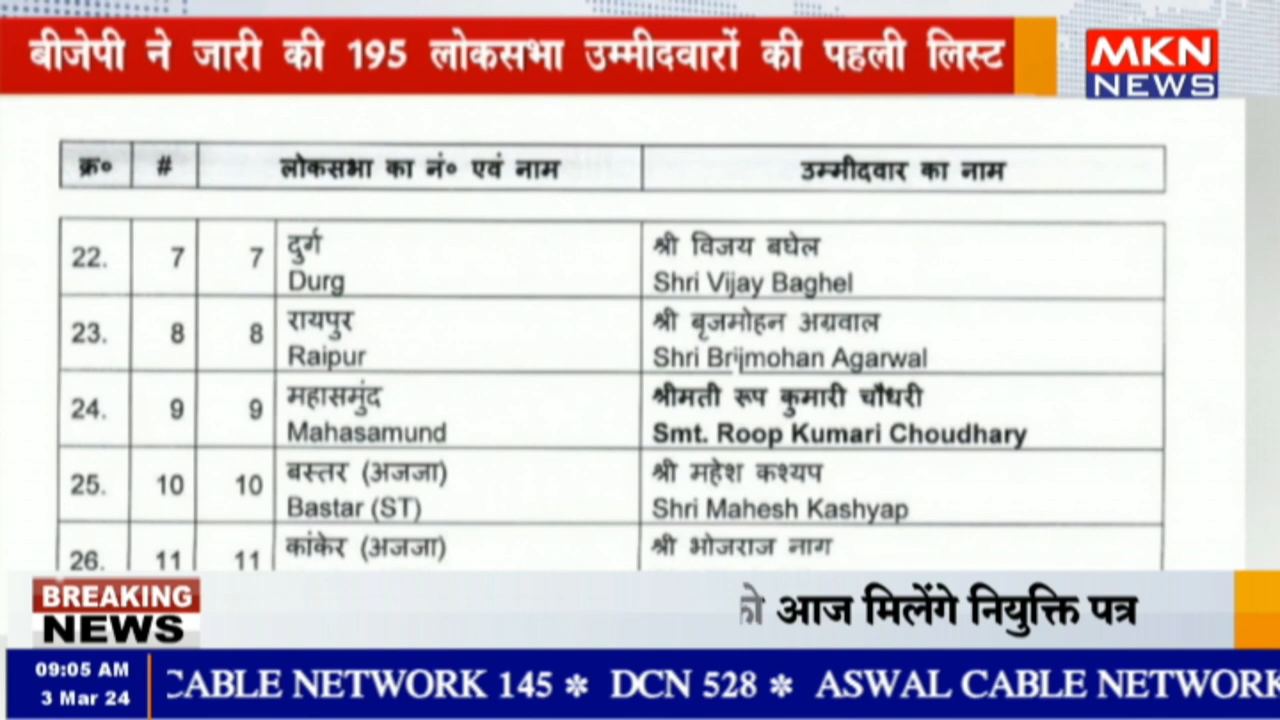 बीजेपी ने जारी की 195 लोकसभा उम्मीदवारों की पहली लिस्ट
MKN
NEWS
क्र० # लोकसभा का नं० एवं नाम उम्मीदवार का नाम
22. 7 7 दुर्ग श्री विजय बघेल
Durg Shri Vijay Baghel
23. 8 8 रायपुर श्री बृजमोहन अग्रवाल
Raipur Shri Brijmohan Agarwal
24. 9 9 महासमुंद श्रीमती रूप कुमारी चौधरी
Mahasamund Smt. Roop Kumari Choudhary
25. 10 10 बस्तर (अजजा) श्री महेश कश्यप
Bastar (ST) Shri Mahesh Kashyap
26. 11 11 कांकेर (अजजा) श्री भोजराज नाग
BREAKING
NEWS
आज मिलेंगे नियुक्ति पत्र
09:05 AM
3 Mar 24
CABLE NETWORK 145 * DCN 528 * ASWAL CABLE NETWORK